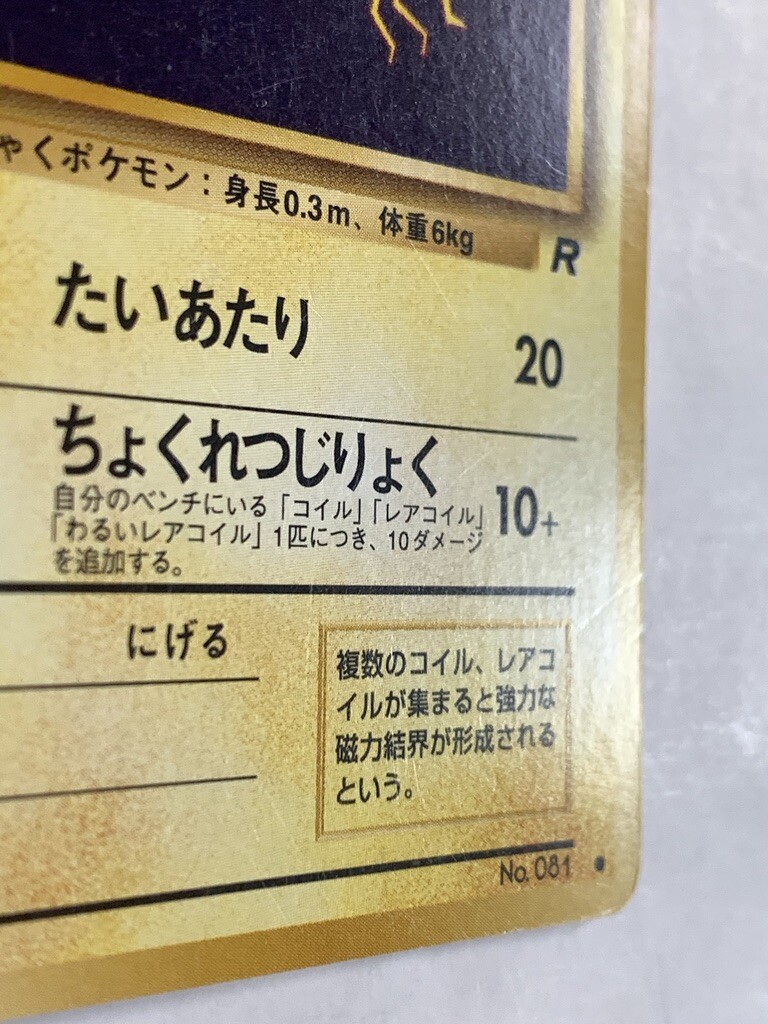 ゃくポケモン：身長0.3m、体重6kg
R
たいあたり 20
ちょくれつじりょく 10+
自分のベンチにいる「コイル」「レアコイル」
「わるいレアコイル」1匹につき、10ダメージ
を追加する。
にげる
複数のコイル、レアコ
イルが集まると強力な
磁力結界が形成される
という。
No. 081 ●